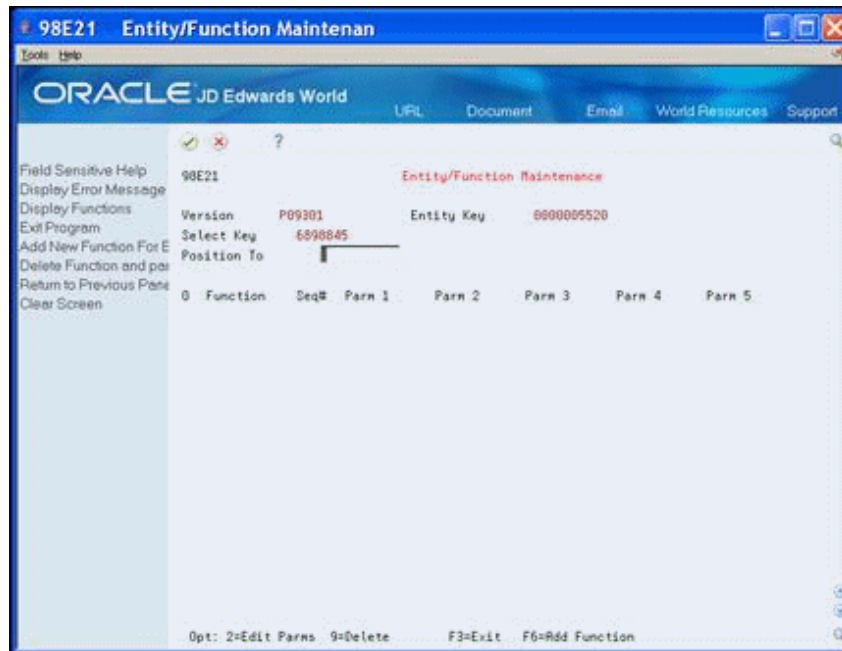 98E21 Entity/Function Maintenan
Tools Help
ORACLE JD Edwards World
URL Document Email World Resources Support
?
Field Sensitive Help
Display Error Message
Display Functions
Exit Program
Add New Function For E
Delete Function and par
Return to Previous Pane
Clear Screen
98E21 Entity/Function Maintenance
Version P09301 Entity Key 0000005520
Select Key 6898845
Position To
O Function Seq# Parm 1 Parm 2 Parm 3 Parm 4 Parm 5
Opt: 2=Edit Parms 9=Delete F3=Exit F6=Add Function